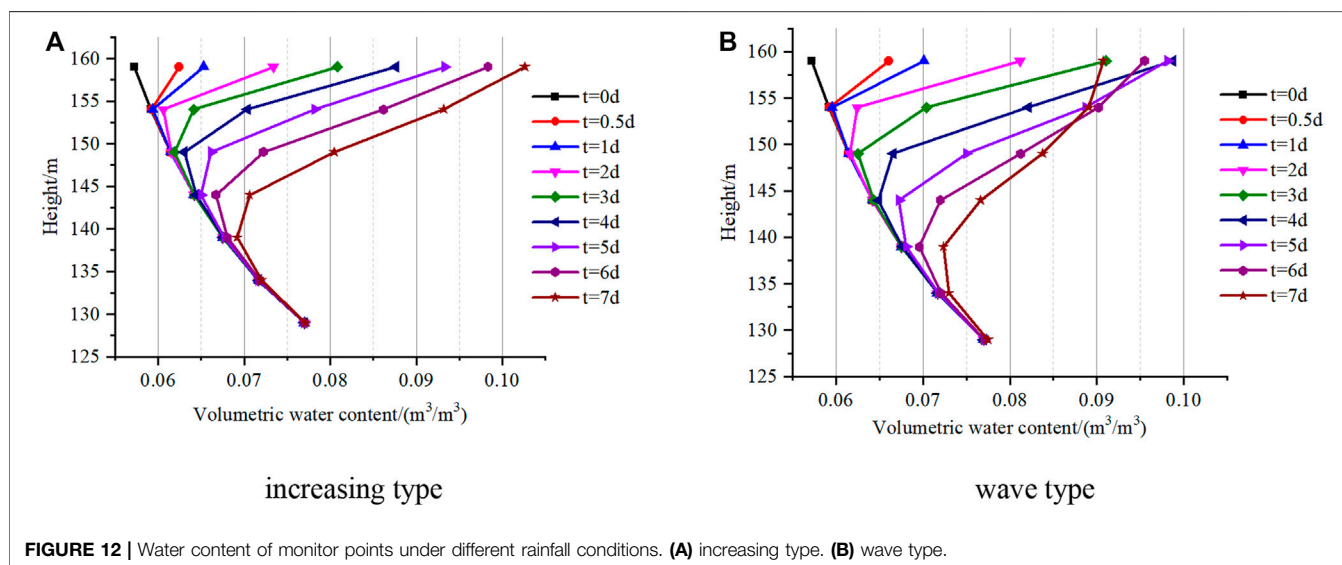 A
160
155
150
145
140
135
130
125
Height/m
0.06 0.07 0.08 0.09 0.10
Volumetric water content/(m³/m³)
t=0d
t=0.5d
t=1d
t=2d
t=3d
t=4d
t=5d
t=6d
t=7d
increasing type
B
160
155
150
145
140
135
130
125
Height/m
0.06 0.07 0.08 0.09 0.10
Volumetric water content/(m³/m³)
t=0d
t=0.5d
t=1d
t=2d
t=3d
t=4d
t=5d
t=6d
t=7d
wave type
FIGURE 12 | Water content of monitor points under different rainfall conditions. (A) increasing type. (B) wave type.